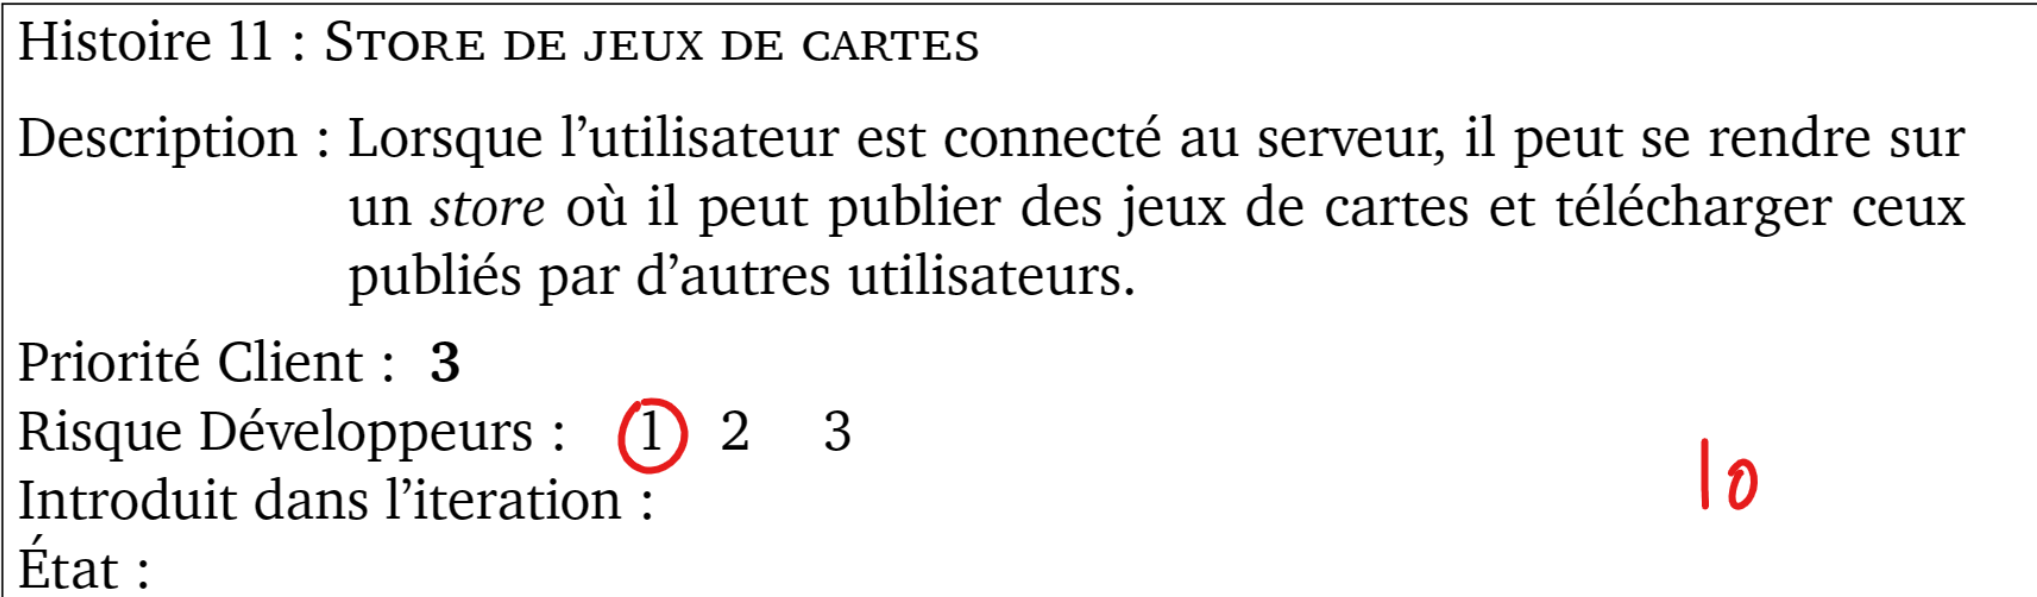 Histoire 11 : STORE DE JEUX DE CARTES
Description : Lorsque l'utilisateur est connecté au serveur, il peut se rendre sur
un store où il peut publier des jeux de cartes et télécharger ceux
publiés par d'autres utilisateurs.
Priorité Client : 3
Risque Développeurs : 1 2 3
Introduit dans l'iteration :
10
État :